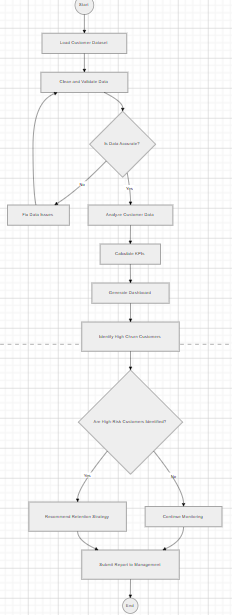 Start
Load Customer Dataset
Clean and Validate Data
Is Data Accurate?
No
Yes
Fix Data Issues
Analyze Customer Data
Calculate KPIs
Generate Dashboard
Identify High Churn Customers
Are High Risk Customers Identified?
Yes
No
Recommend Retention Strategy
Continue Monitoring
Submit Report to Management
End